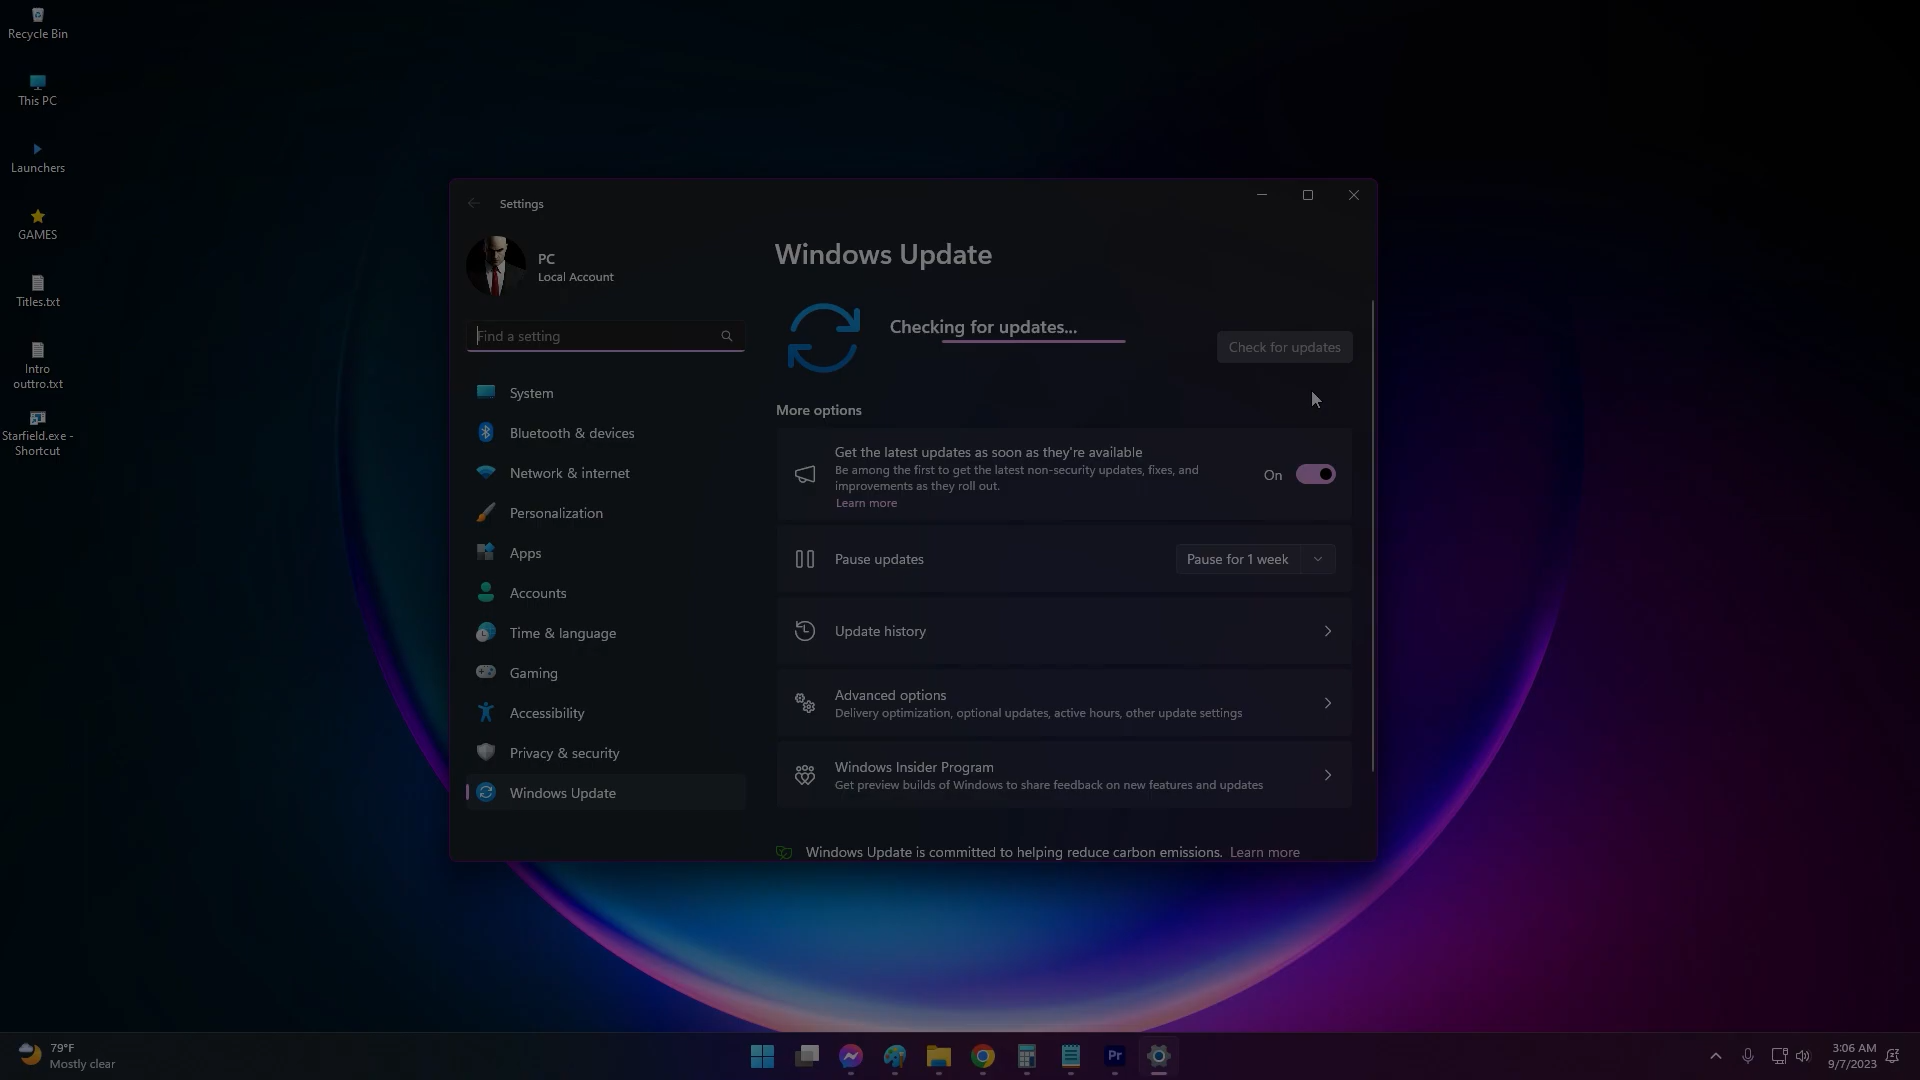 Recycle Bin
This PC
Launchers
GAMES
Titles.txt
Intro
outtro.txt
Starfield.exe -
Shortcut
Settings
PC
Local Account
Find a setting
System
Bluetooth & devices
Network & internet
Personalization
Apps
Accounts
Time & language
Gaming
Accessibility
Privacy & security
Windows Update
Windows Update
Checking for updates...
Check for updates
More options
Get the latest updates as soon as they're available
Be among the first to get the latest non-security updates, fixes, and
improvements as they roll out.
Learn more
On
Pause updates
Pause for 1 week
Update history
Advanced options
Delivery optimization, optional updates, active hours, other update settings
Windows Insider Program
Get preview builds of Windows to share feedback on new features and updates
Windows Update is committed to helping reduce carbon emissions. Learn more
79°F
Mostly clear
Pr
3:06 AM
9/7/2023